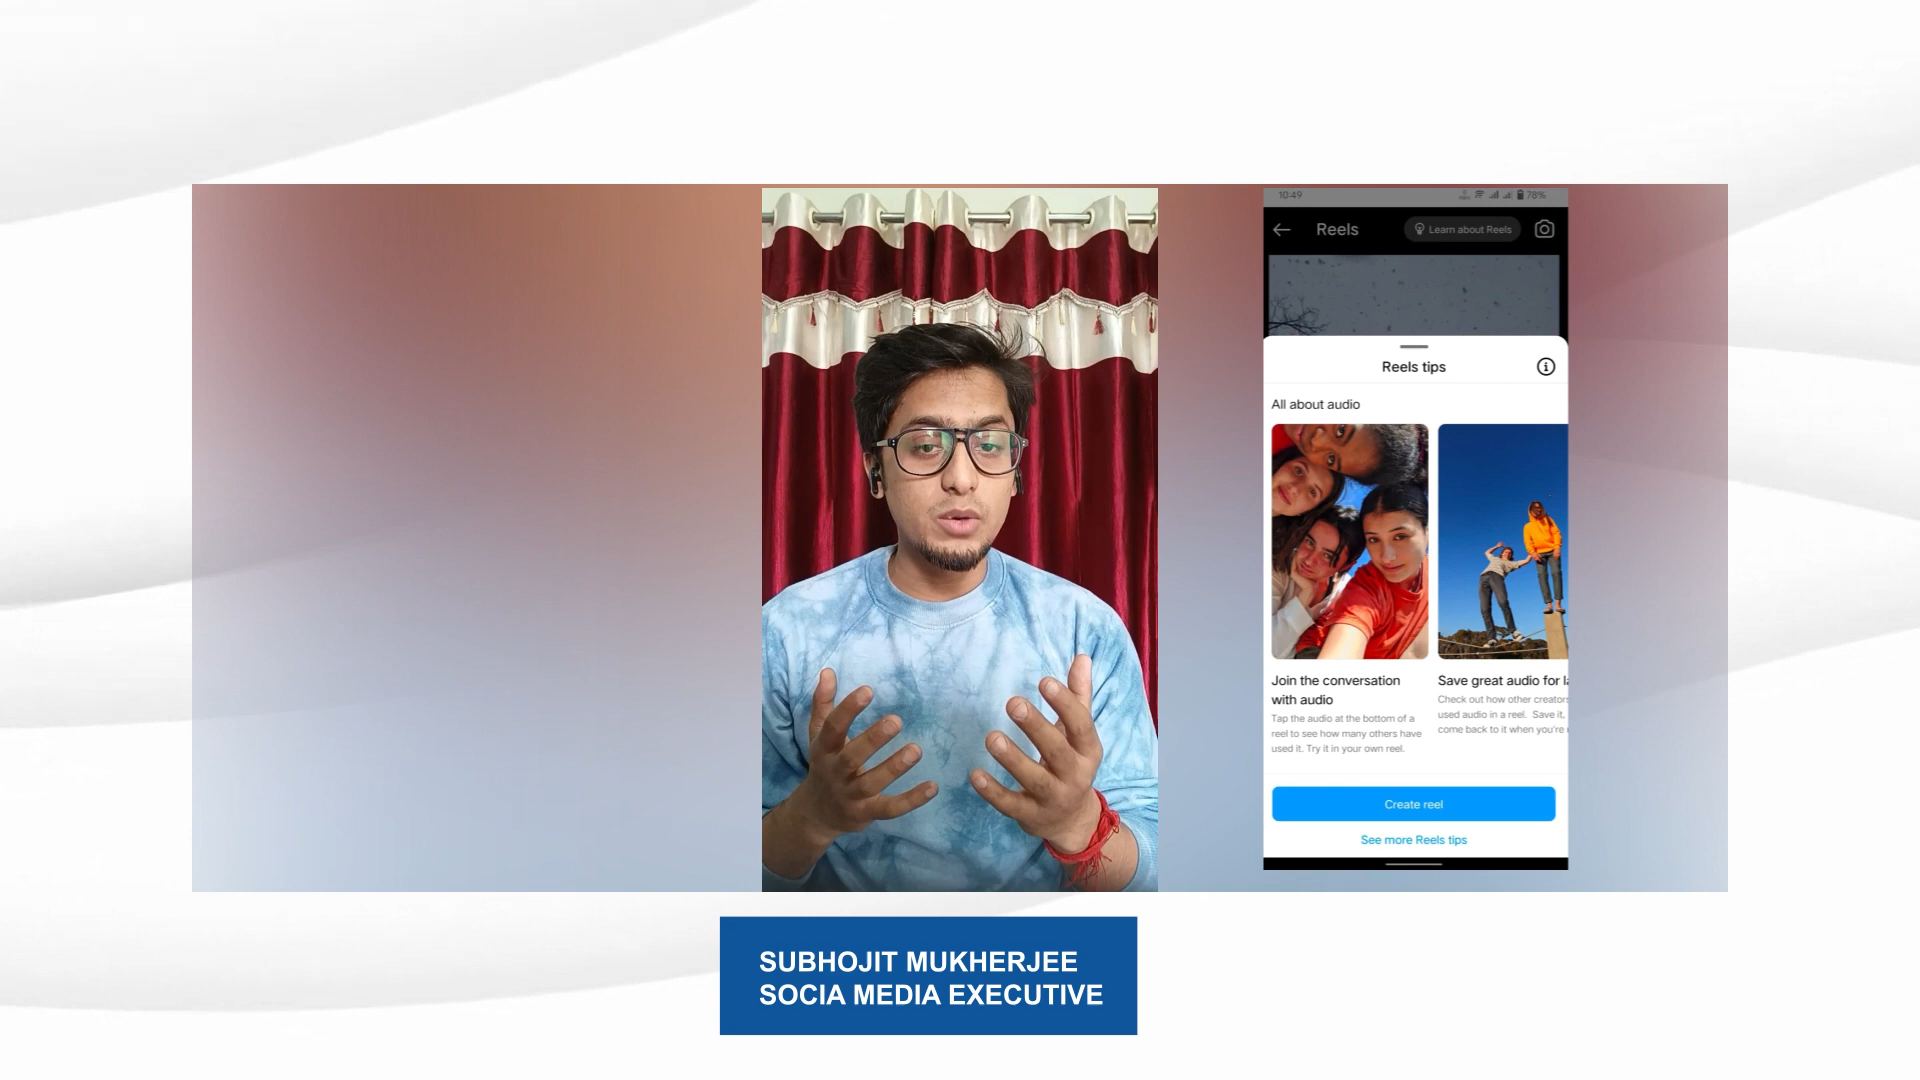 10:49
78%
Reels
Learn about Reels
Reels tips
All about audio
Join the conversation
with audio
Tap the audio at the bottom of a
reel to see how many others have
used it. Try it in your own reel.
Save great audio for la
Check out how other creators
used audio in a reel. Save it,
come back to it when you're
Create reel
See more Reels tips
SUBHOJIT MUKHERJEE
SOCIA MEDIA EXECUTIVE